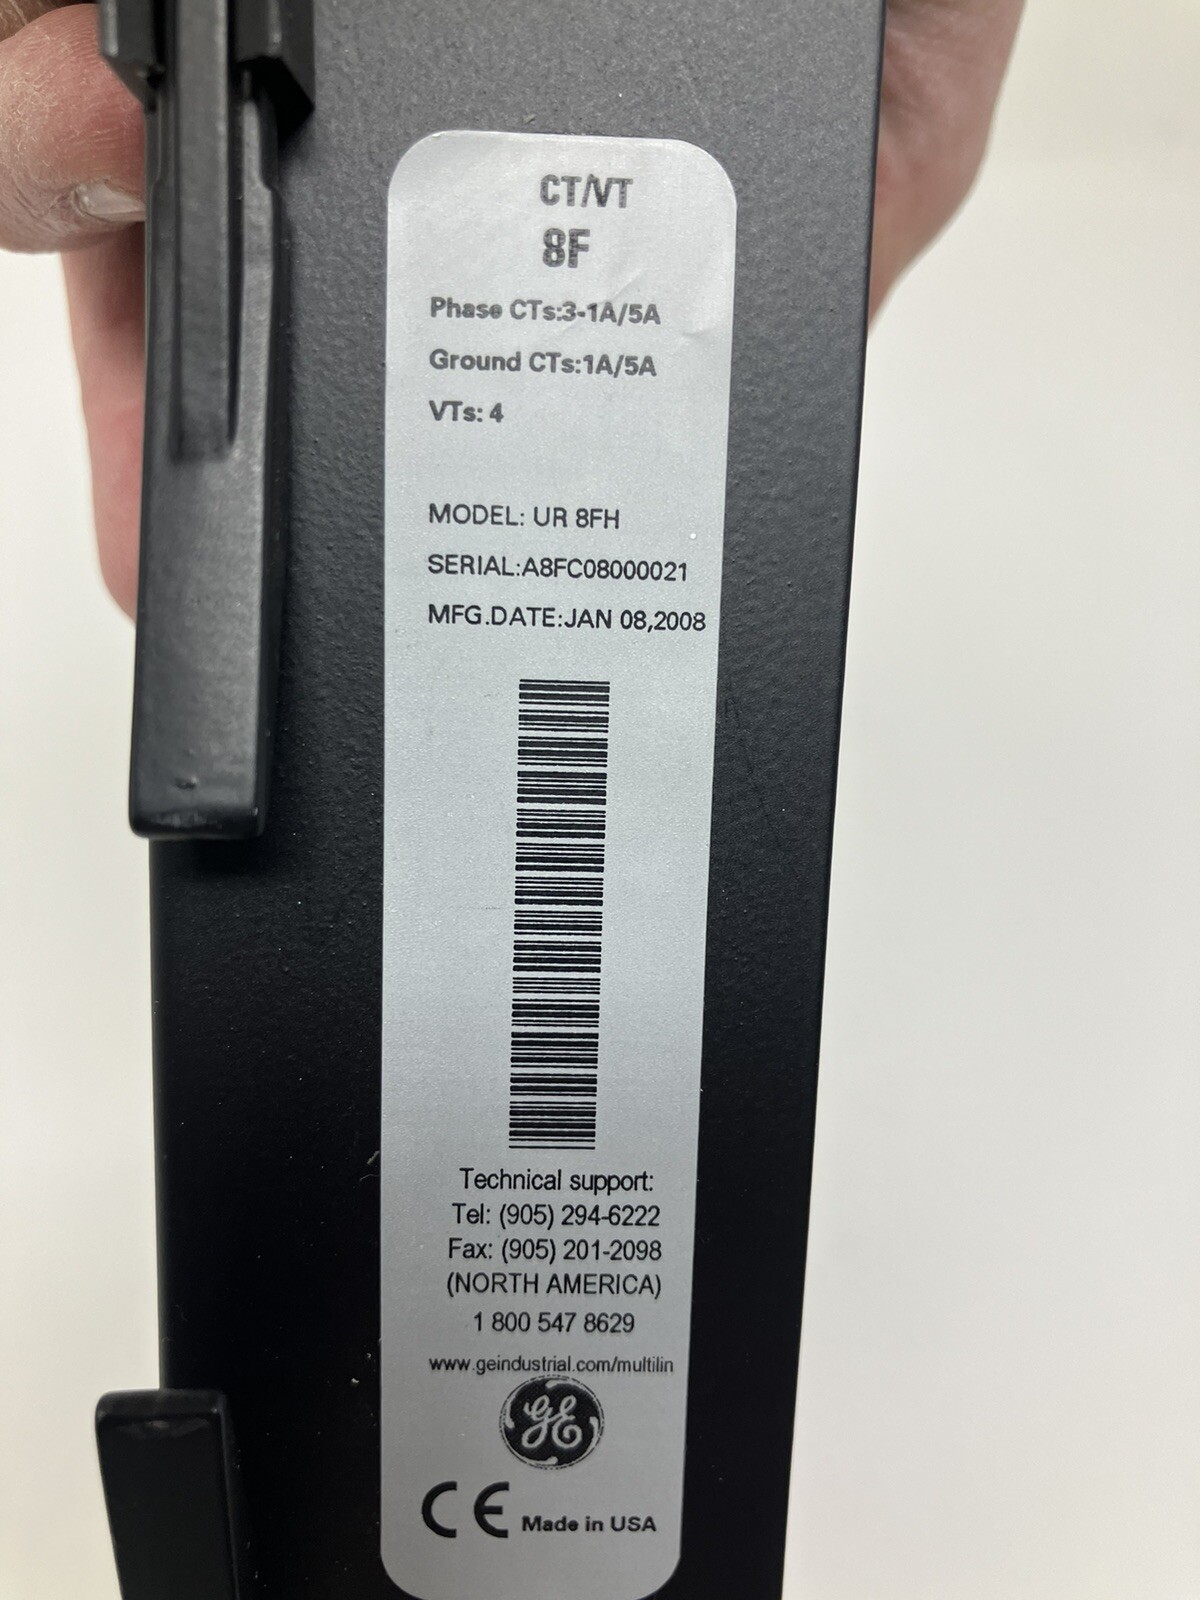 CT/VT
8F
Phase CTs:3-1A/5A
Ground CTs:1A/5A
VTs: 4
MODEL: UR 8FH
SERIAL:A8FC08000021
MFG.DATE:JAN 08,2008
Technical support:
Tel: (905) 294-6222
Fax: (905) 201-2098
(NORTH AMERICA)
1 800 547 8629
www.geindustrial.com/multilin
GE
CE Made in USA